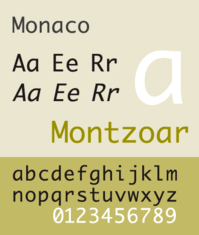 Monaco
Aa Ee Rr
a
Aa Ee Rr
Montzoar
abcdefghijklm
nopqrstuvwxyz
0123456789